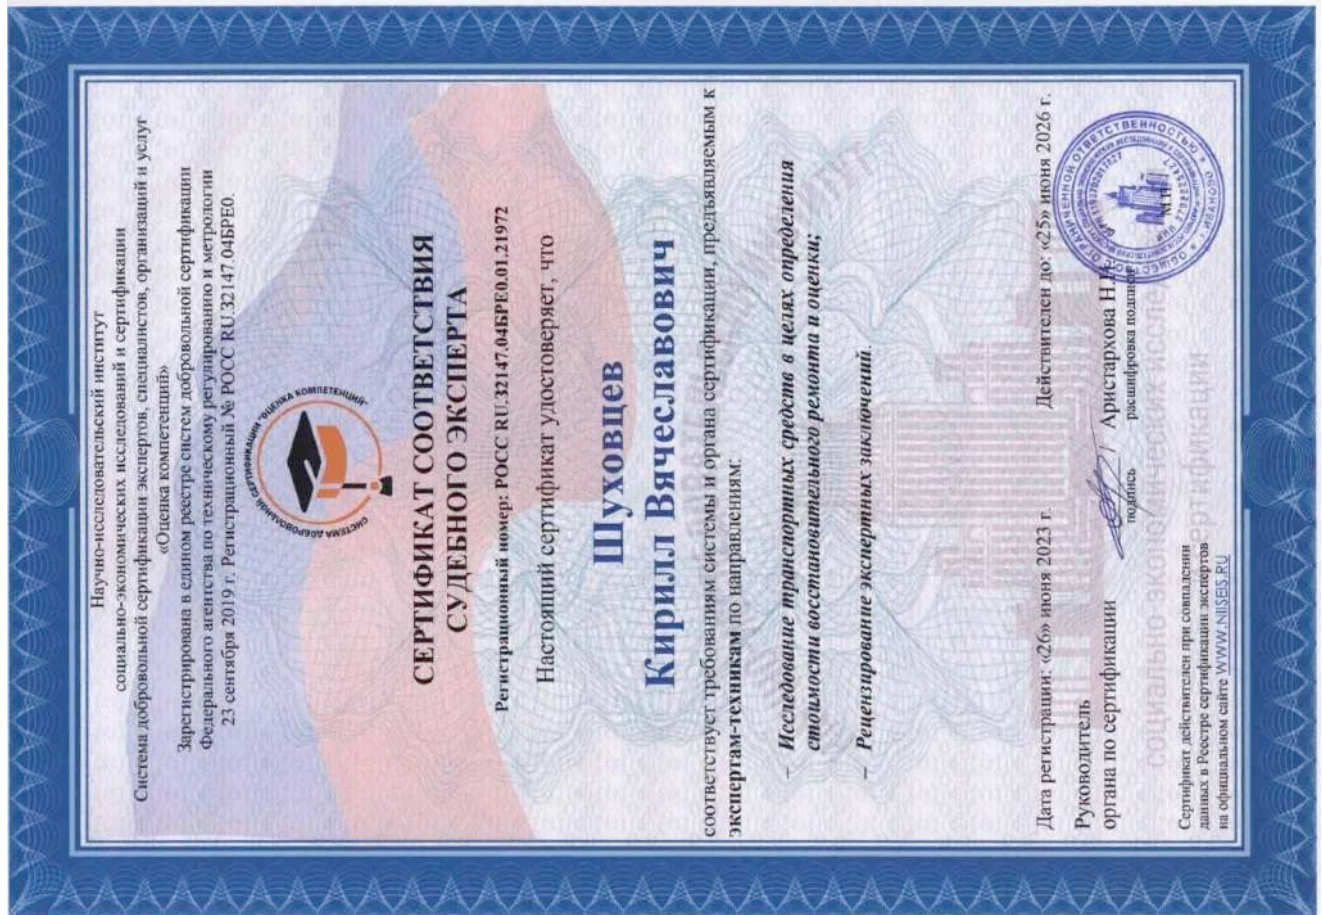 Научно-исследовательский институт
социально-экономических исследований и сертификации
Система добровольной сертификации экспертов, специалистов, организаций и услуг
«Оценка компетенций»
Зарегистрирована в едином реестре систем добровольной сертификации
Федерального агентства по техническому регулированию и метрологии
23 сентября 2019 г. Регистрационный № РОСС RU.32147.04БРЕ0.
СИСТЕМА ДОБРОВОЛЬНОЙ СЕРТИФИКАЦИИ "ОЦЕНКА КОМПЕТЕНЦИЙ"
СЕРТИФИКАТ СООТВЕТСТВИЯ
СУДЕБНОГО ЭКСПЕРТА
Регистрационный номер: РОСС RU.32147.04БРЕ0.01.21972
Настоящий сертификат удостоверяет, что
Шуховцев
Кирилл Вячеславович
соответствует требованиям системы и органа сертификации, предъявляемым к
экспертам-техникам по направлениям:
– Исследование транспортных средств в целях определения
стоимости восстановительного ремонта и оценки;
– Рецензирование экспертных заключений.
Дата регистрации: «26» июня 2023 г. Действителен до: «25» июня 2026 г.
Руководитель
органа по сертификации / Аристархова Н.И.
подпись расшифровка подписи
М.П.
Сертификат действителен при совпадении
данных в Реестре сертификации экспертов
на официальном сайте WWW.NIISEIS.RU